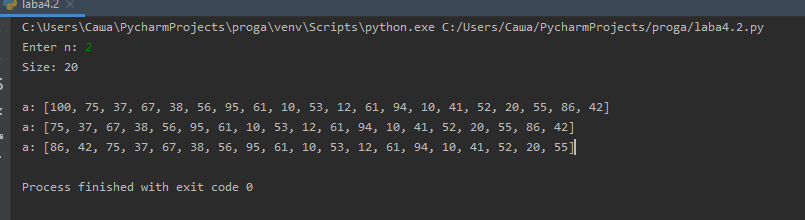 laba4.2
C:\Users\Саша\PycharmProjects\proga\venv\Scripts\python.exe C:/Users/Саша/PycharmProjects/proga/laba4.2.py
Enter n: 2
Size: 20
a: [100, 75, 37, 67, 38, 56, 95, 61, 10, 53, 12, 61, 94, 10, 41, 52, 20, 55, 86, 42]
a: [75, 37, 67, 38, 56, 95, 61, 10, 53, 12, 61, 94, 10, 41, 52, 20, 55, 86, 42]
a: [86, 42, 75, 37, 67, 38, 56, 95, 61, 10, 53, 12, 61, 94, 10, 41, 52, 20, 55]
Process finished with exit code 0